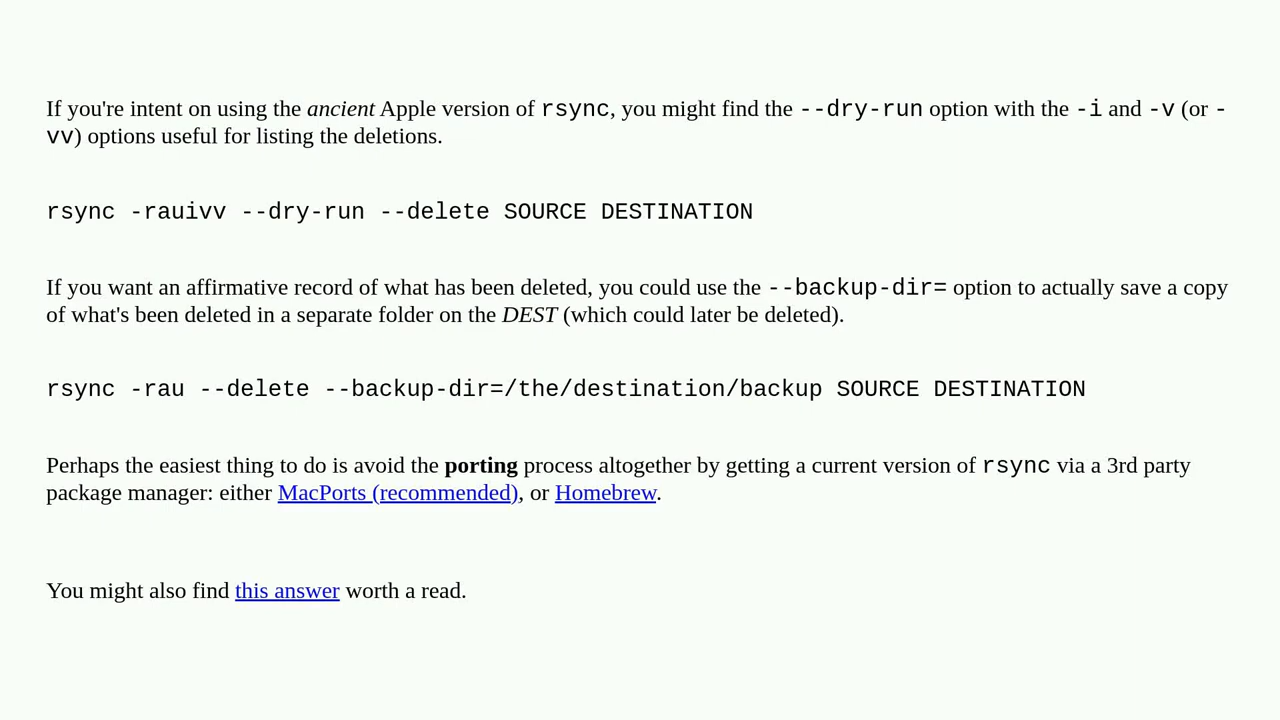 If you're intent on using the ancient Apple version of rsync, you might find the --dry-run option with the -i and -v (or -
vv) options useful for listing the deletions.
rsync -rauivv --dry-run --delete SOURCE DESTINATION
If you want an affirmative record of what has been deleted, you could use the --backup-dir= option to actually save a copy
of what's been deleted in a separate folder on the DEST (which could later be deleted).
rsync -rau --delete --backup-dir=/the/destination/backup SOURCE DESTINATION
Perhaps the easiest thing to do is avoid the porting process altogether by getting a current version of rsync via a 3rd party
package manager: either MacPorts (recommended), or Homebrew.
You might also find this answer worth a read.